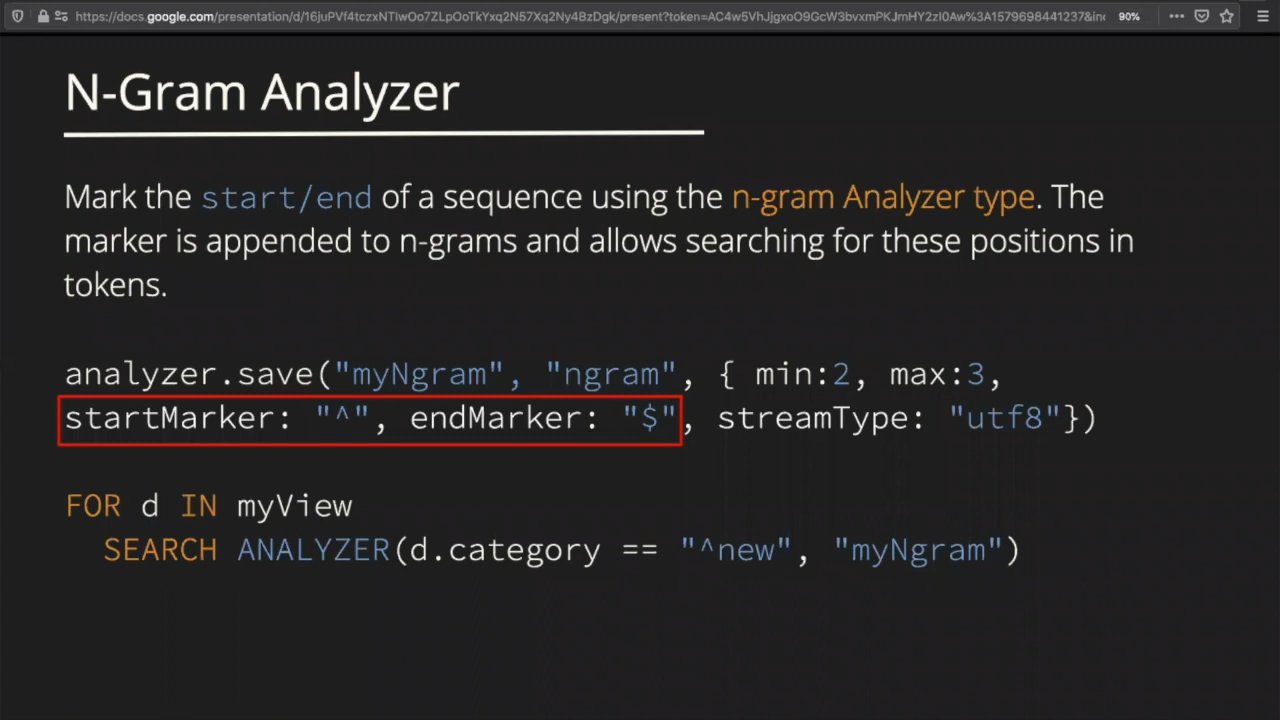 https://docs.google.com/presentation/d/16juPVf4tczxNTIwOo7ZLpOoTkYxq2N57Xq2Ny4BzDgk/present?token=AC4w5VhJjgxoO9GcW3bvxmPKJmHY2zI0Aw%3A1579698441237&inc 90%
N-Gram Analyzer
Mark the start/end of a sequence using the n-gram Analyzer type. The
marker is appended to n-grams and allows searching for these positions in
tokens.
analyzer.save("myNgram", "ngram", { min:2, max:3,
startMarker: "^", endMarker: "$", streamType: "utf8"})
FOR d IN myView
SEARCH ANALYZER(d.category == "^new", "myNgram")